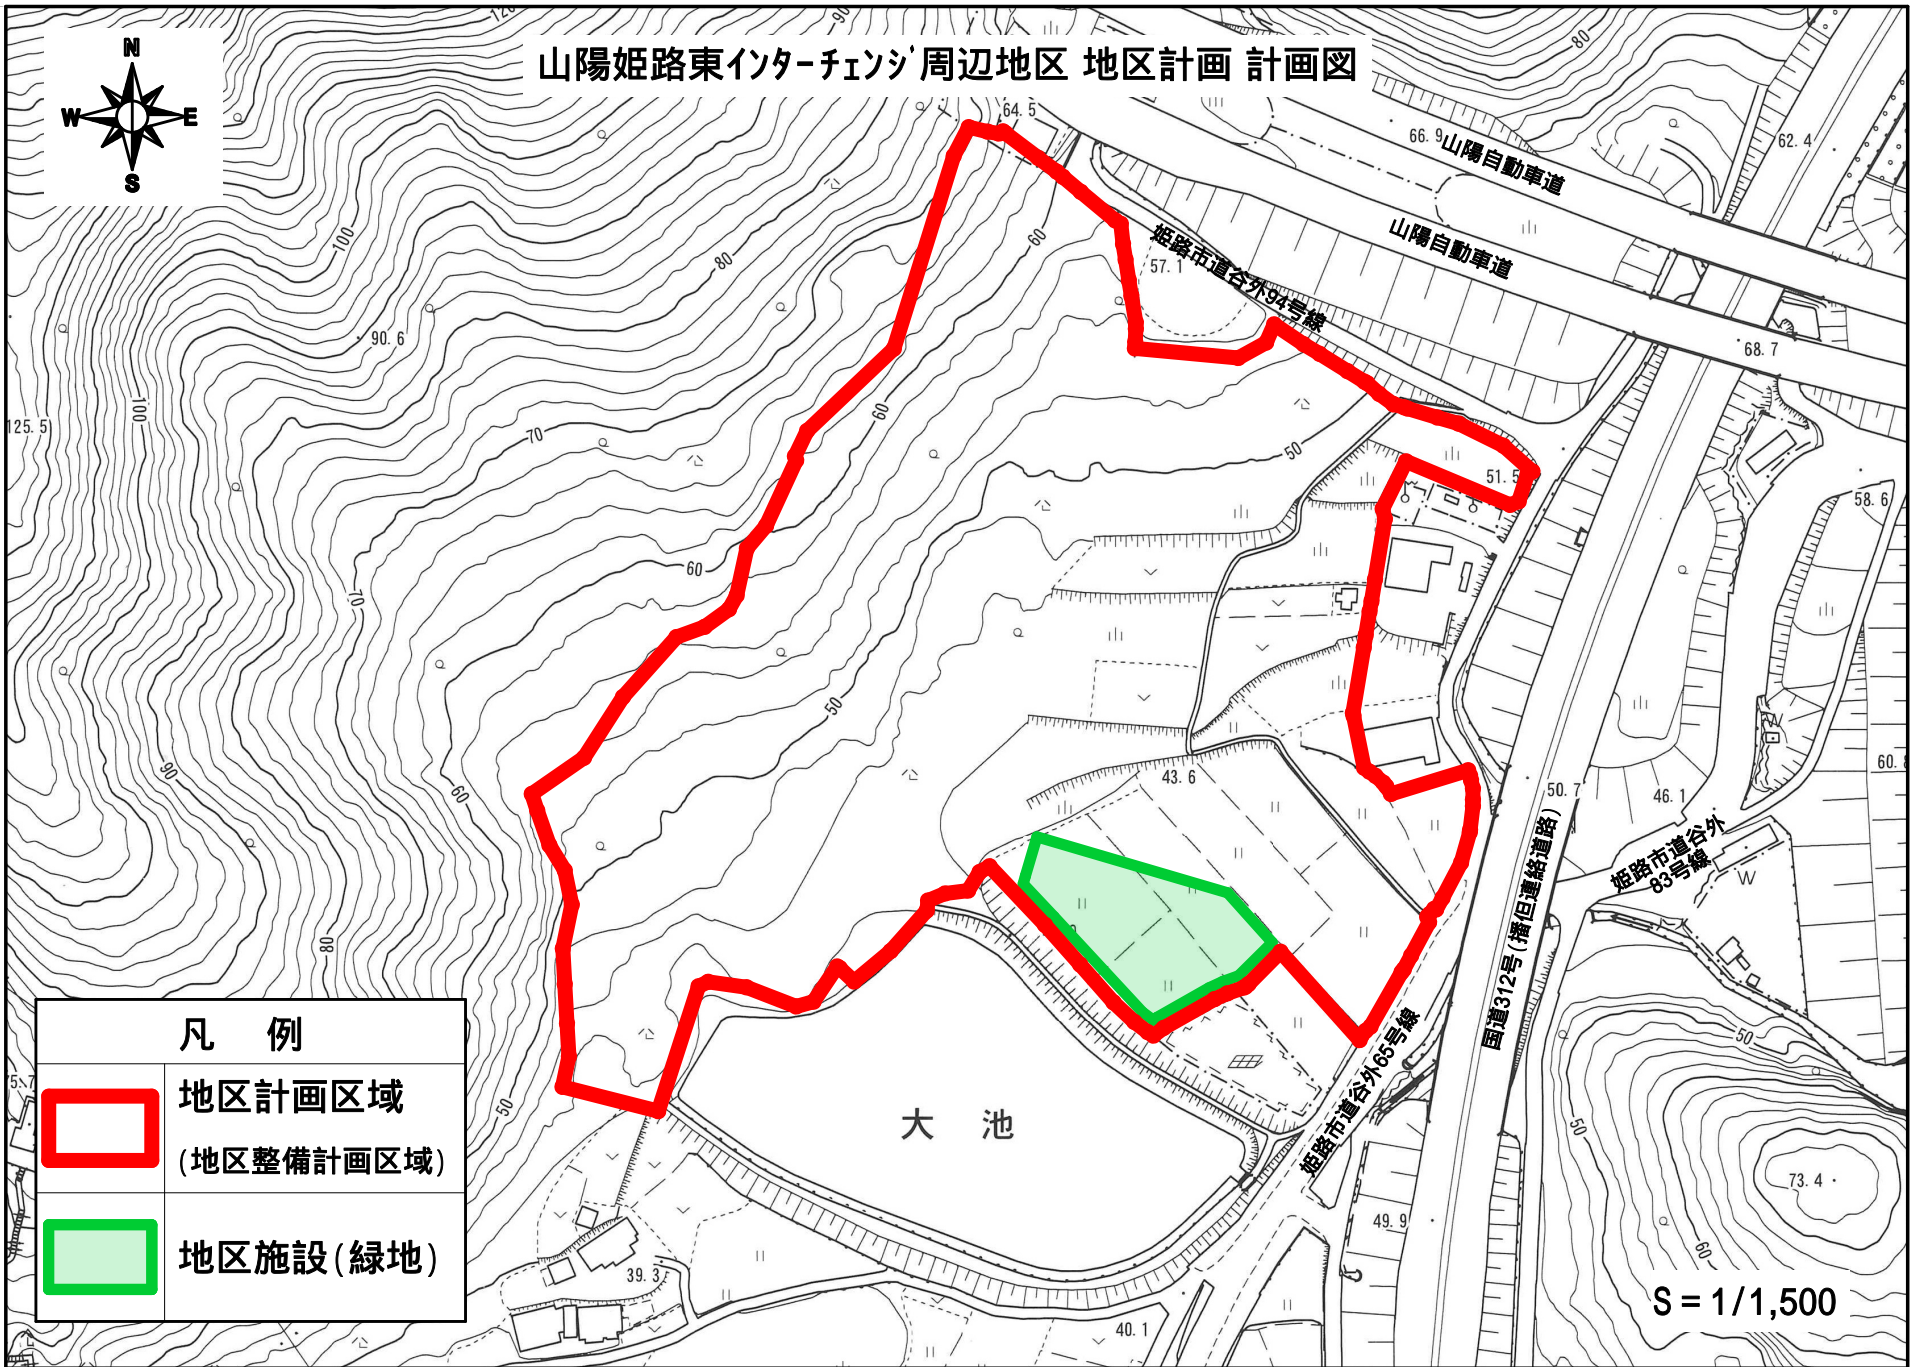 山陽姫路東インターチェンジ周辺地区 地区計画 計画図
N
W E
S
120
90
80
64.5
66.9
山陽自動車道
62.4
100
80
60
姫路市道谷外94号線
57.1
山陽自動車道
90.6
68.7
100
125.5
70
60
50
51.5
58.6
60
70
50
43.6
90
60
50.7
46.1
60.8
姫路市道谷外
83号線
国道312号(播但連絡道路)
80
50
凡 例
地区計画区域
(地区整備計画区域)
地区施設(緑地)
75.7
50
大 池
姫路市道谷外65号線
50
73.4
49.9
60
39.3
40.1
S = 1/1,500